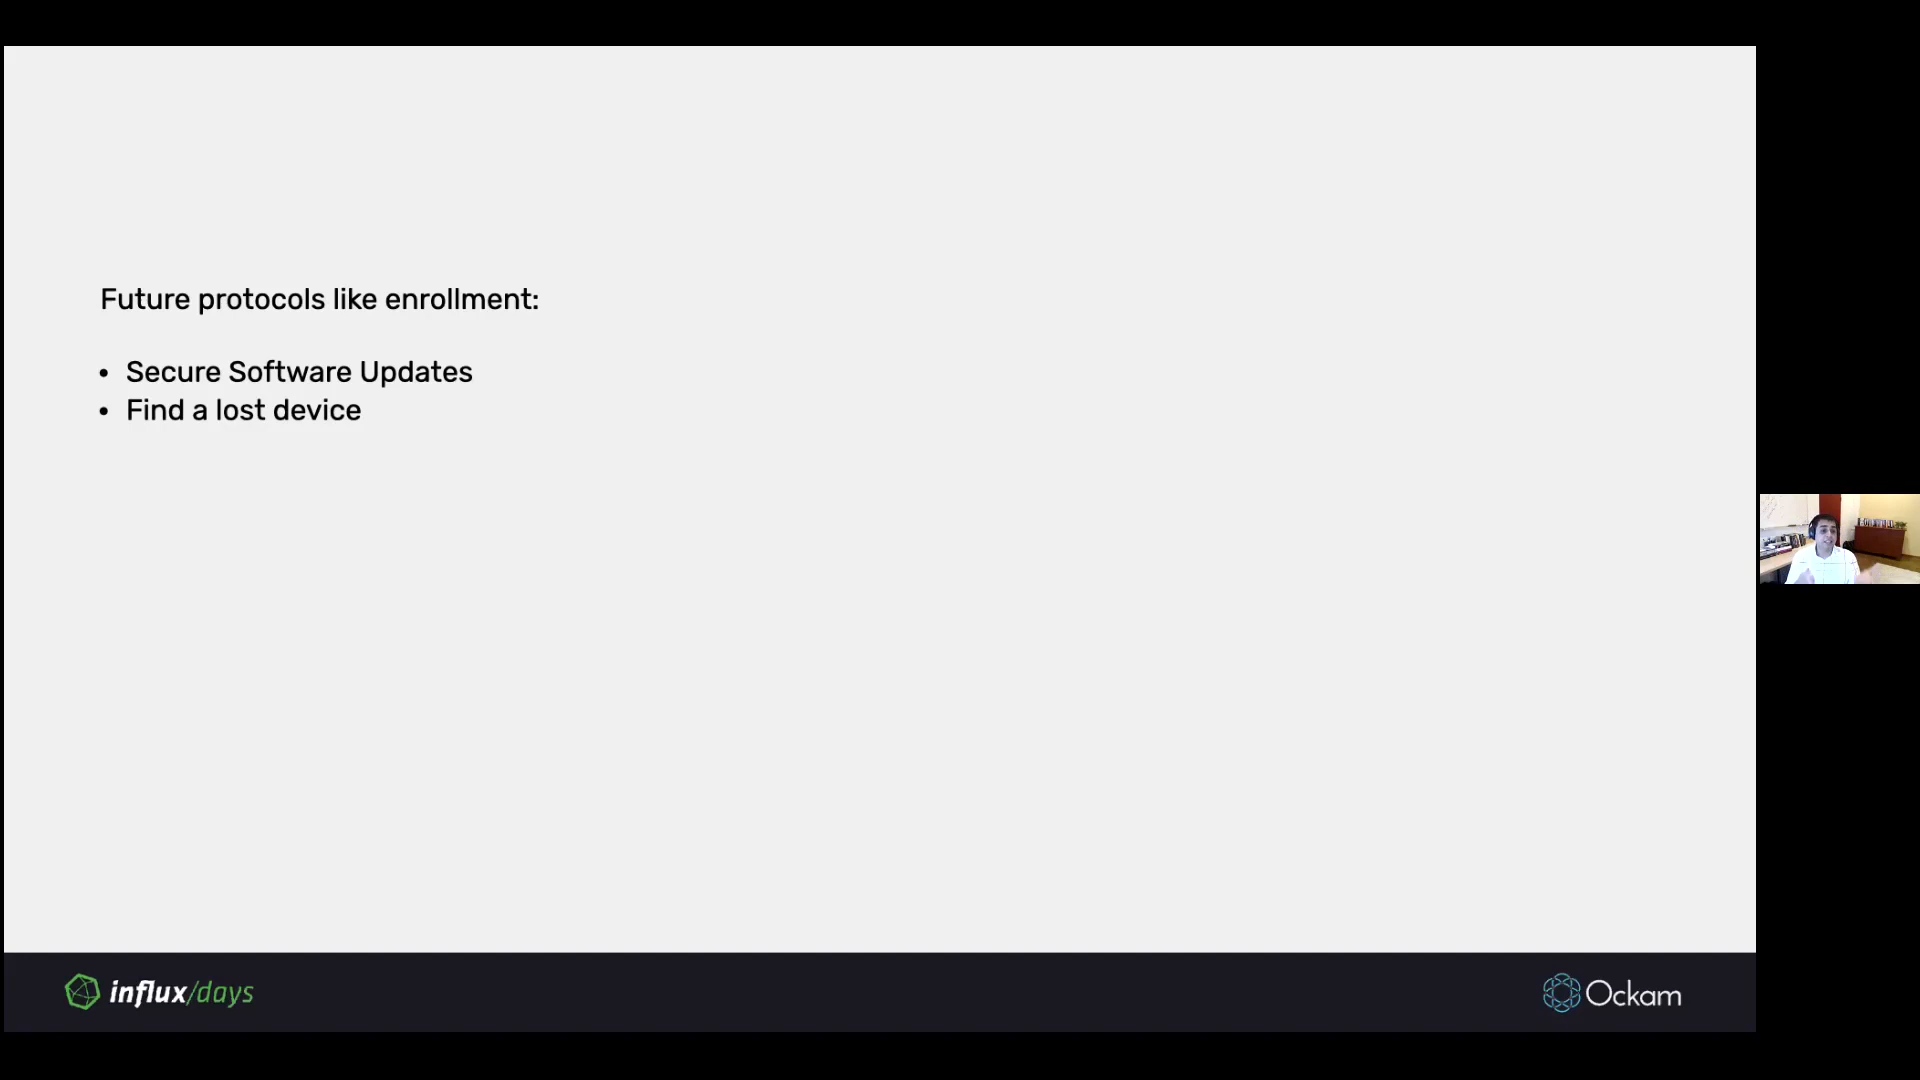 Future protocols like enrollment:
• Secure Software Updates
• Find a lost device
influx/days
Ockam